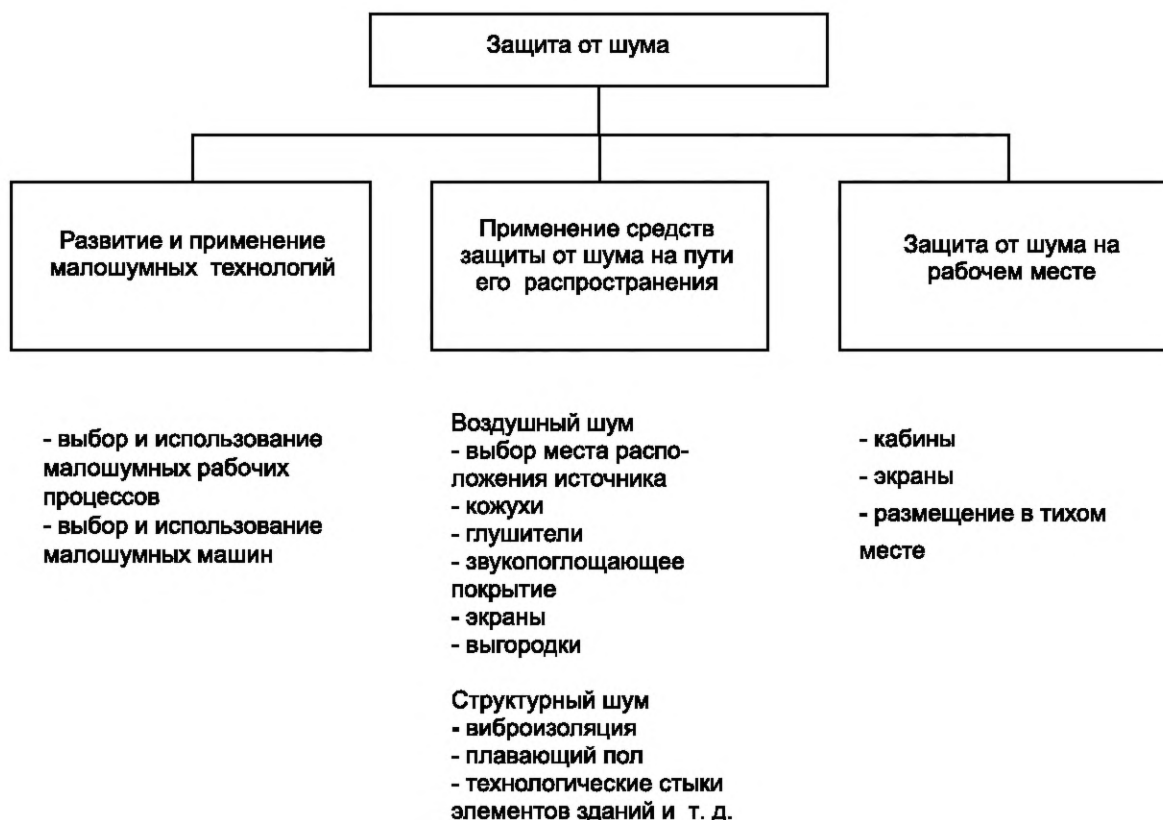 Защита от шума
Развитие и применение
малошумных технологий
Применение средств
защиты от шума на пути
его распространения
Защита от шума на
рабочем месте
- выбор и использование
малошумных рабочих
процессов
- выбор и использование
малошумных машин
Воздушный шум
- выбор места распо-
ложения источника
- кожухи
- глушители
- звукопоглощающее
покрытие
- экраны
- выгородки
Структурный шум
- виброизоляция
- плавающий пол
- технологические стыки
элементов зданий и т. д.
- кабины
- экраны
- размещение в тихом
месте